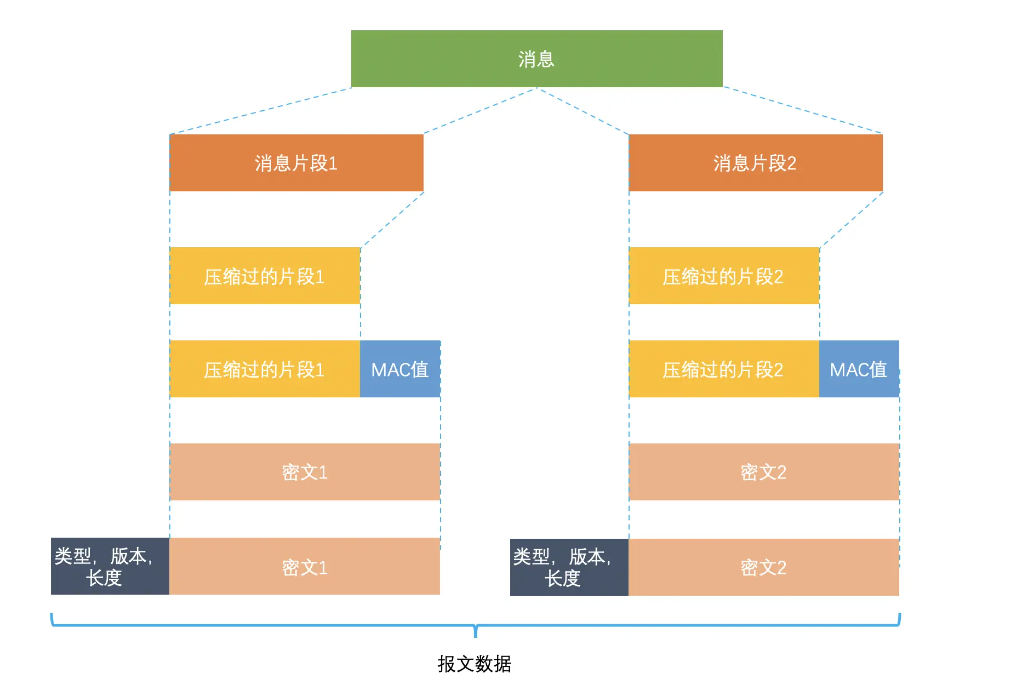 消息
消息片段1
消息片段2
压缩过的片段1
压缩过的片段2
压缩过的片段1
MAC值
压缩过的片段2
MAC值
密文1
密文2
类型，版本，
长度
密文1
类型，版本，
长度
密文2
报文数据